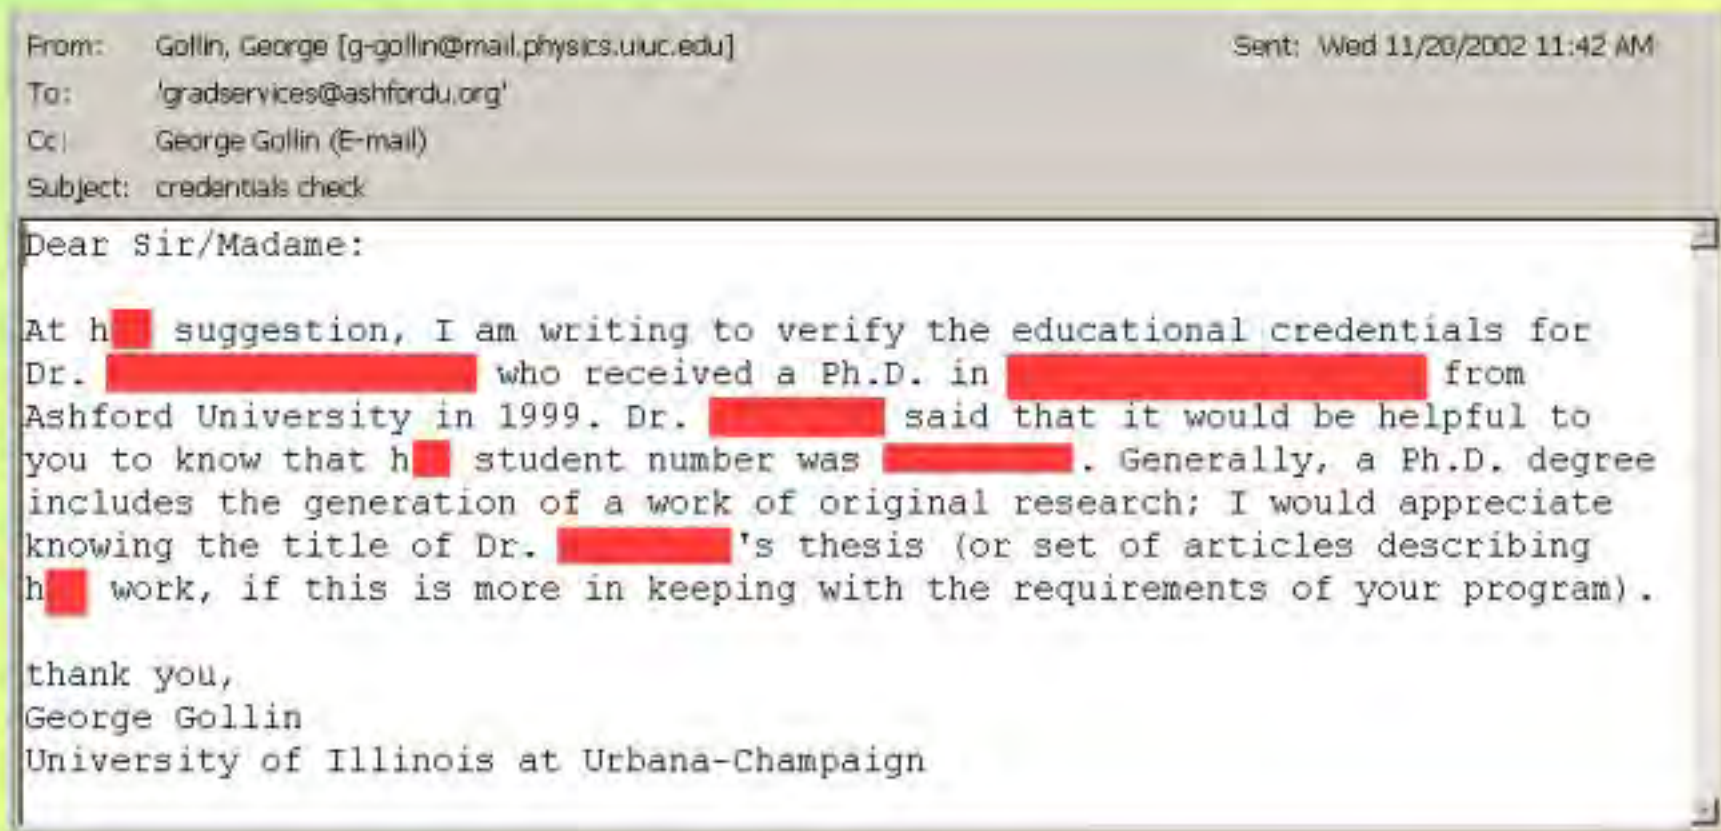 From: Gollin, George [g-gollin@mail.physics.uiuc.edu] Sent: Wed 11/20/2002 11:42 AM
To: 'gradservices@ashfordu.org'
Cc: George Gollin (E-mail)
Subject: credentials check
Dear Sir/Madame:
At h suggestion, I am writing to verify the educational credentials for
Dr. who received a Ph.D. in from
Ashford University in 1999. Dr. said that it would be helpful to
you to know that h student number was . Generally, a Ph.D. degree
includes the generation of a work of original research; I would appreciate
knowing the title of Dr. 's thesis (or set of articles describing
h work, if this is more in keeping with the requirements of your program).
thank you,
George Gollin
University of Illinois at Urbana-Champaign